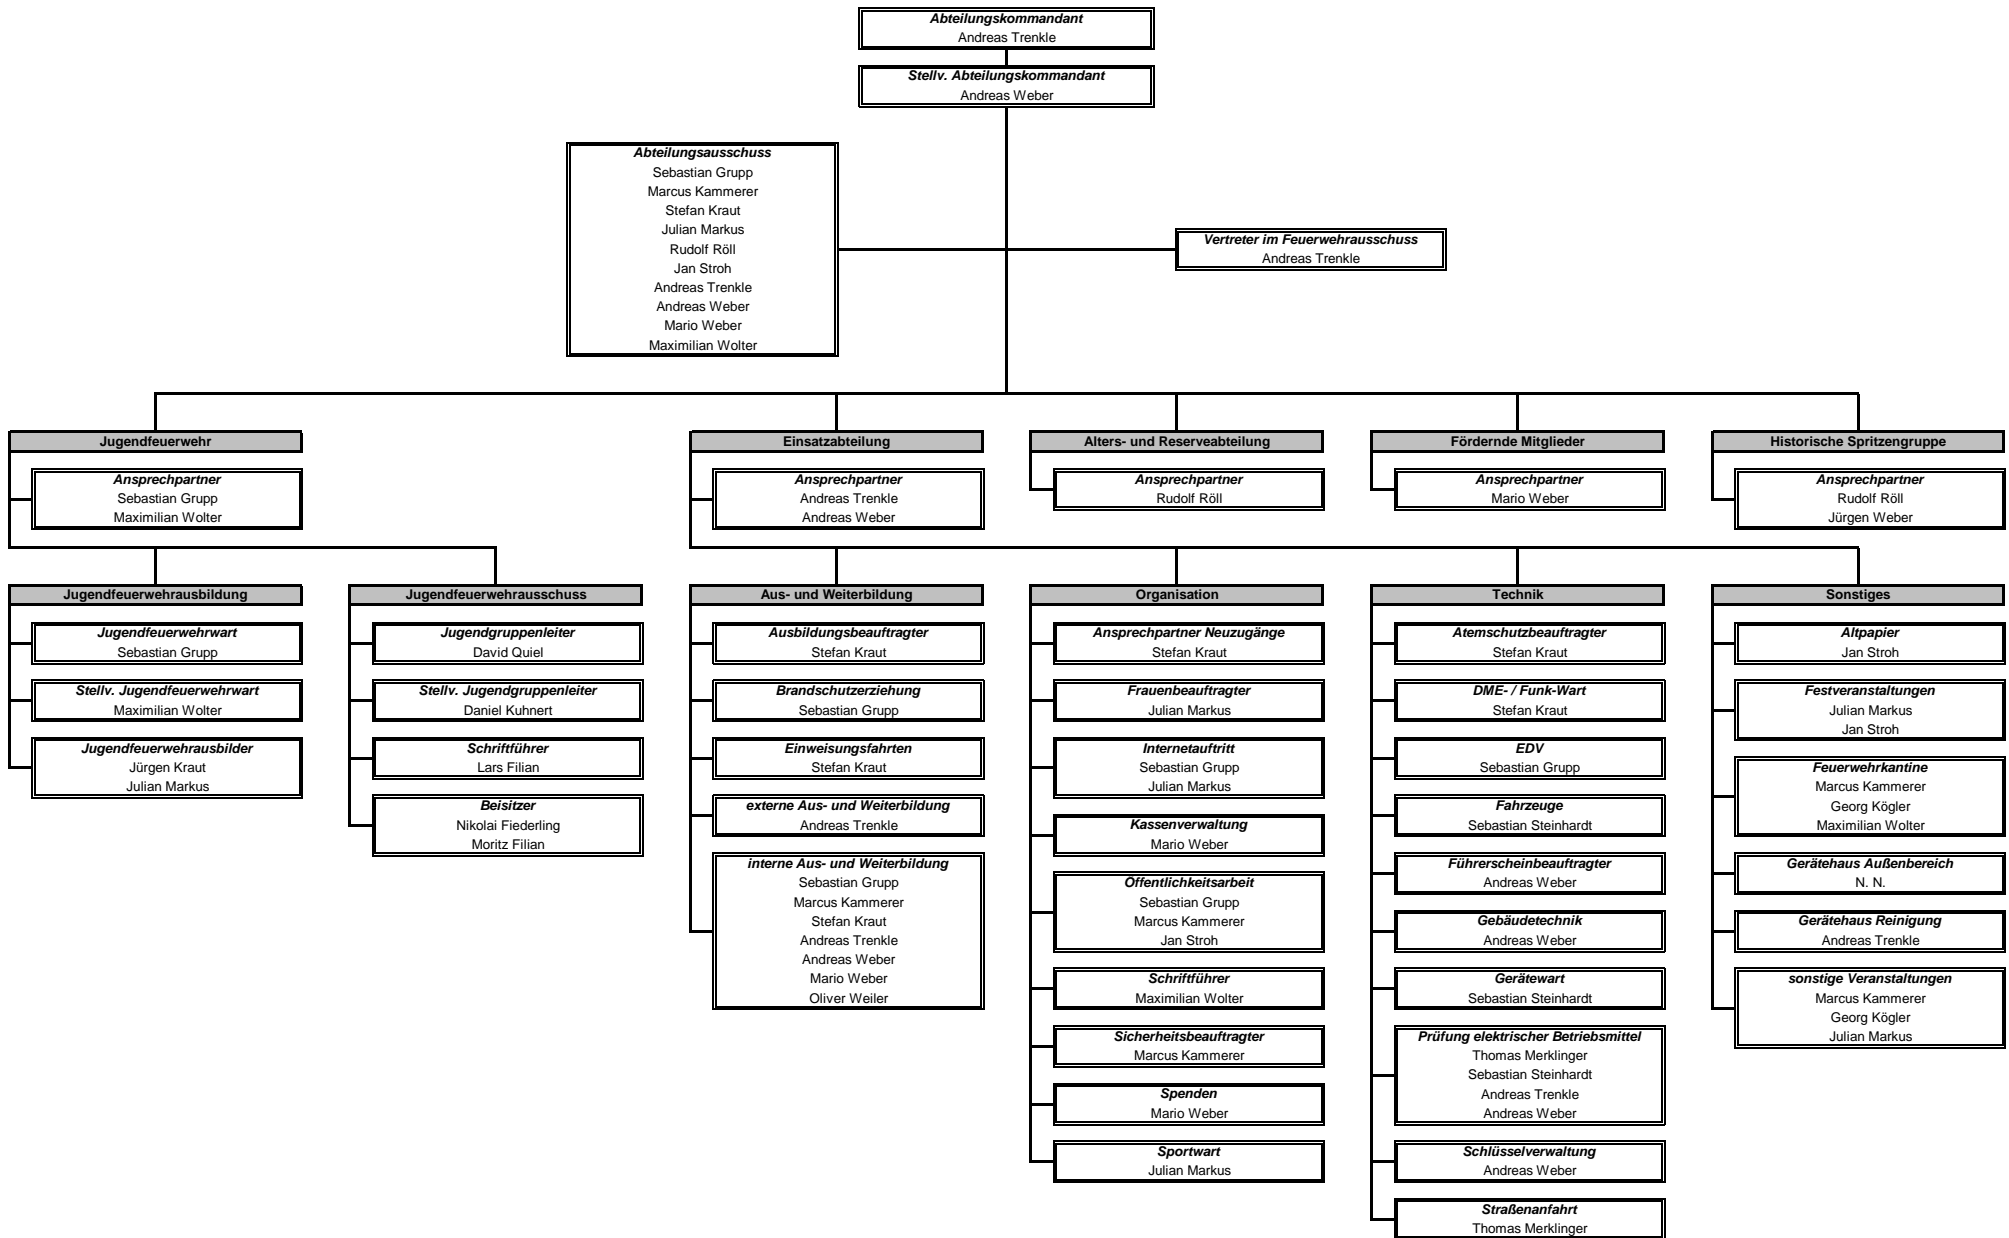 Abteilungskommandant
Andreas Trenkle
Stellv. Abteilungskommandant
Andreas Weber
Abteilungsausschuss
Sebastian Grupp
Marcus Kammerer
Stefan Kraut
Julian Markus
Rudolf Röll
Jan Stroh
Andreas Trenkle
Andreas Weber
Mario Weber
Maximilian Wolter
Vertreter im Feuerwehrausschuss
Andreas Trenkle
Jugendfeuerwehr
Ansprechpartner
Sebastian Grupp
Maximilian Wolter
Einsatzabteilung
Ansprechpartner
Andreas Trenkle
Andreas Weber
Alters- und Reserveabteilung
Ansprechpartner
Rudolf Röll
Fördernde Mitglieder
Ansprechpartner
Mario Weber
Historische Spritzengruppe
Ansprechpartner
Rudolf Röll
Jürgen Weber
Jugendfeuerwehrausbildung
Jugendfeuerwehrwart
Sebastian Grupp
Stellv. Jugendfeuerwehrwart
Maximilian Wolter
Jugendfeuerwehrausbilder
Jürgen Kraut
Julian Markus
Jugendfeuerwehrausschuss
Jugendgruppenleiter
David Quiel
Stellv. Jugendgruppenleiter
Daniel Kuhnert
Schriftführer
Lars Filian
Beisitzer
Nikolai Fiederling
Moritz Filian
Aus- und Weiterbildung
Ausbildungsbeauftragter
Stefan Kraut
Brandschutzerziehung
Sebastian Grupp
Einweisungsfahrten
Stefan Kraut
externe Aus- und Weiterbildung
Andreas Trenkle
interne Aus- und Weiterbildung
Sebastian Grupp
Marcus Kammerer
Stefan Kraut
Andreas Trenkle
Andreas Weber
Mario Weber
Oliver Weiler
Organisation
Ansprechpartner Neuzugänge
Stefan Kraut
Frauenbeauftragter
Julian Markus
Internetauftritt
Sebastian Grupp
Julian Markus
Kassenverwaltung
Mario Weber
Öffentlichkeitsarbeit
Sebastian Grupp
Marcus Kammerer
Jan Stroh
Schriftführer
Maximilian Wolter
Sicherheitsbeauftragter
Marcus Kammerer
Spenden
Mario Weber
Sportwart
Julian Markus
Technik
Atemschutzbeauftragter
Stefan Kraut
DME- / Funk-Wart
Stefan Kraut
EDV
Sebastian Grupp
Fahrzeuge
Sebastian Steinhardt
Führerscheinbeauftragter
Andreas Weber
Gebäudetechnik
Andreas Weber
Gerätewart
Sebastian Steinhardt
Prüfung elektrischer Betriebsmittel
Thomas Merklinger
Sebastian Steinhardt
Andreas Trenkle
Andreas Weber
Schlüsselverwaltung
Andreas Weber
Straßenanfahrt
Thomas Merklinger
Sonstiges
Altpapier
Jan Stroh
Festveranstaltungen
Julian Markus
Jan Stroh
Feuerwehrkantine
Marcus Kammerer
Georg Kögler
Maximilian Wolter
Gerätehaus Außenbereich
N. N.
Gerätehaus Reinigung
Andreas Trenkle
sonstige Veranstaltungen
Marcus Kammerer
Georg Kögler
Julian Markus